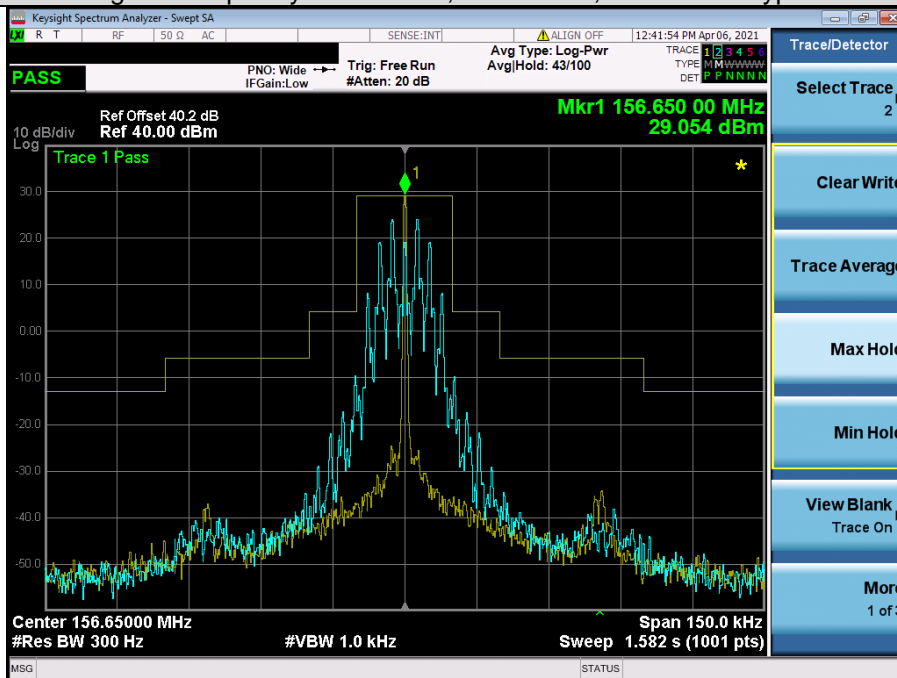 Keysight Spectrum Analyzer - Swept SA
LXI R T RF 50 Ω AC SENSE:INT ALIGN OFF 12:41:54 PM Apr 06, 2021
PASS
PNO: Wide
IFGain:Low
Trig: Free Run
#Atten: 20 dB
Avg Type: Log-Pwr
Avg|Hold: 43/100
TRACE 1 2 3 4 5 6
TYPE M M W W W W
DET P P N N N N
Mkr1 156.650 00 MHz
29.054 dBm
Ref Offset 40.2 dB
10 dB/div Ref 40.00 dBm
Log
Trace 1 Pass
1
*
30.0
20.0
10.0
0.00
-10.0
-20.0
-30.0
-40.0
-50.0
Center 156.65000 MHz Span 150.0 kHz
#Res BW 300 Hz #VBW 1.0 kHz Sweep 1.582 s (1001 pts)
MSG STATUS
Trace/Detector
Select Trace
2
Clear Write
Trace Average
Max Hold
Min Hold
View Blank
Trace On
More
1 of 3